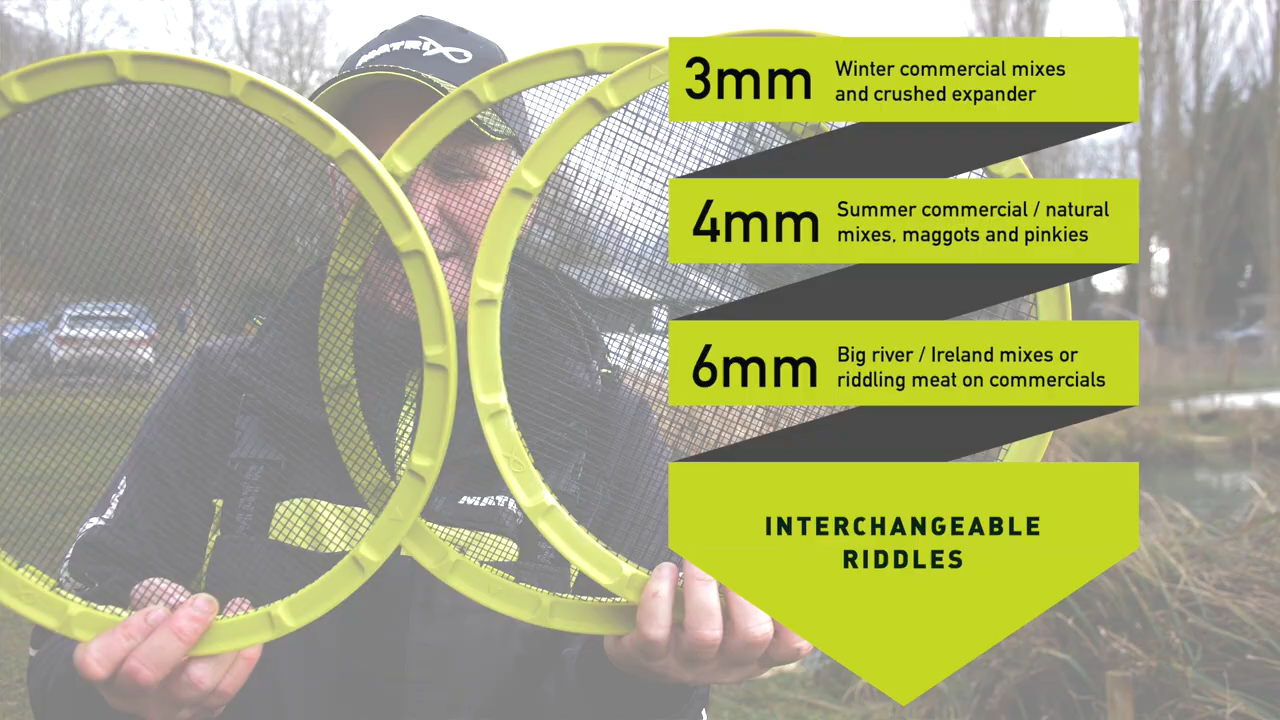 MATRIX
3mm
Winter commercial mixes
and crushed expander
4mm
Summer commercial / natural
mixes, maggots and pinkies
6mm
Big river / Ireland mixes or
riddling meat on commercials
INTERCHANGEABLE
RIDDLES